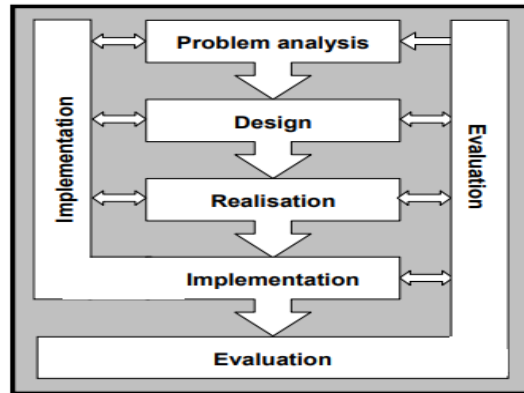 Problem analysis
Design
Realisation
Implementation
Evaluation
Implementation
Evaluation